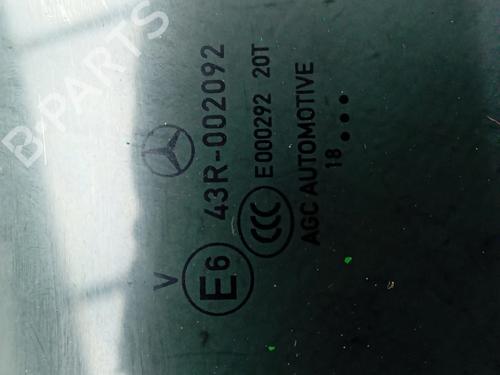 V
E6 43R-002092
CCC E000292 20T
AGC AUTOMOTIVE
18 •••
B-PARTS